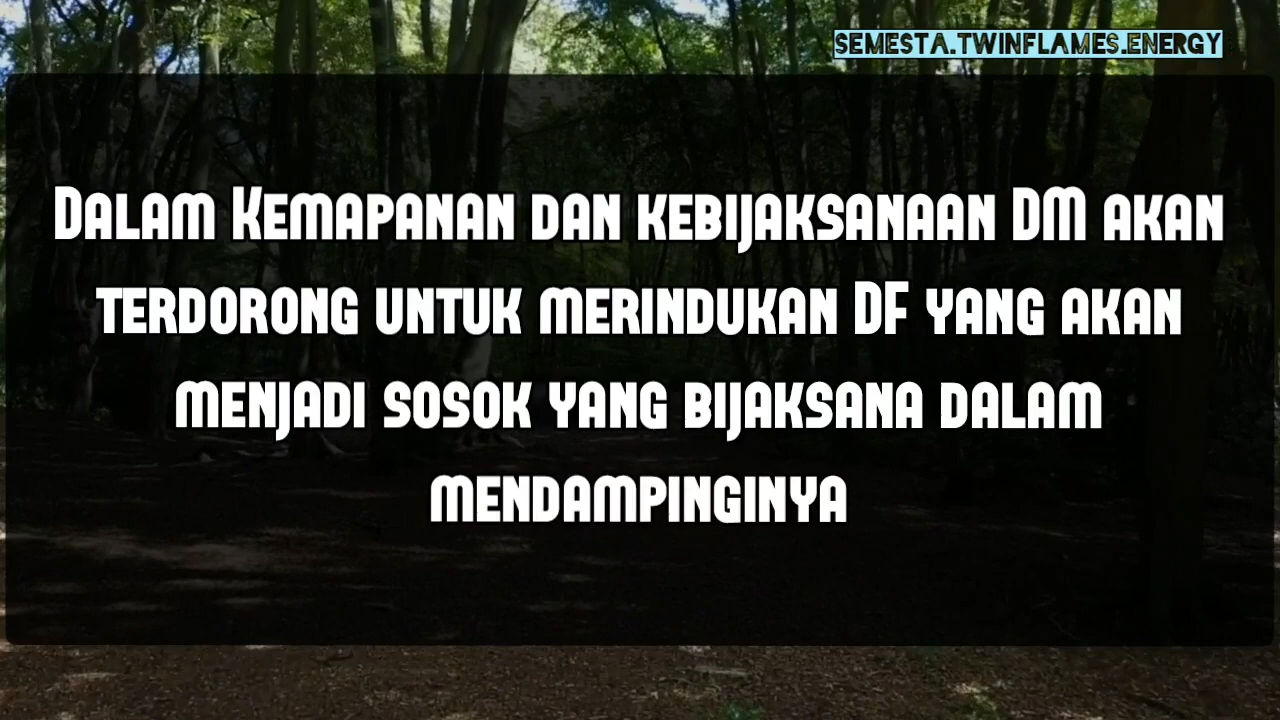 SEMESTA.TWINFLAMES.ENERGY
Dalam Kemapanan dan kebijaksanaan DM akan
terdorong untuk merindukan DF yang akan
menjadi sosok yang bijaksana dalam
mendampinginya